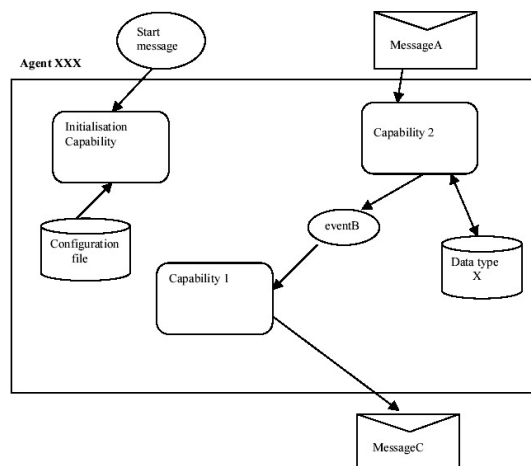 Start
message
MessageA
Agent XXX
Initialisation
Capability
Capability 2
Configuration
file
eventB
Data type
X
Capability 1
MessageC